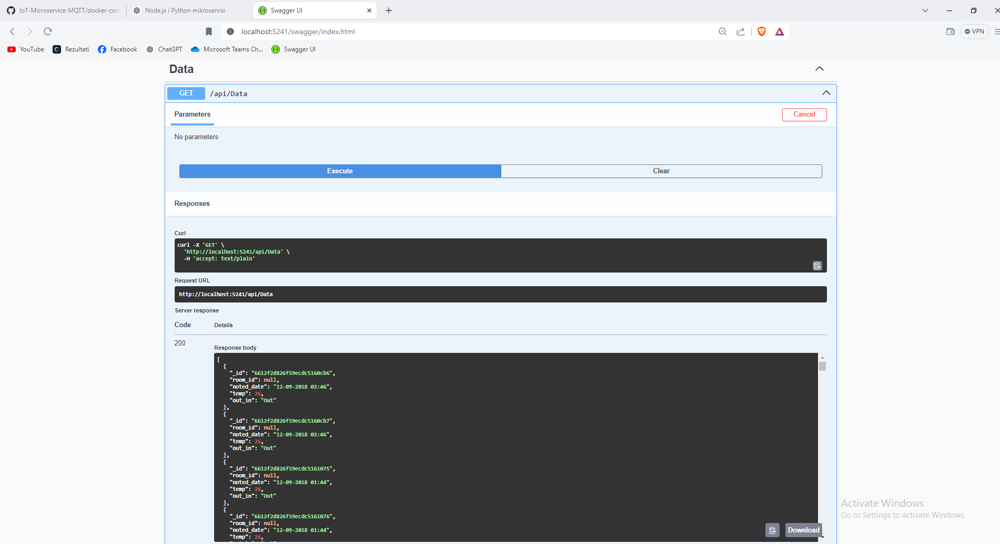 IoT-Microservice-MQTT/docker-com
Node.js i Python mikroservisi
Swagger UI
localhost:5241/swagger/index.html
VPN
YouTube
Rezultati
Facebook
ChatGPT
Microsoft Teams Ch...
Swagger UI
Data
GET /api/Data
Parameters
Cancel
No parameters
Execute
Clear
Responses
Curl
curl -X 'GET' \
'http://localhost:5241/api/Data' \
-H 'accept: text/plain'
Request URL
http://localhost:5241/api/Data
Server response
Code Details
200
Response body
[
{
"_id": "6612f2d826f59ecdc5160cb6",
"room_id": null,
"noted_date": "12-09-2018 02:46",
"temp": 26,
"out_in": "Out"
},
{
"_id": "6612f2d826f59ecdc5160cb7",
"room_id": null,
"noted_date": "12-09-2018 02:46",
"temp": 26,
"out_in": "Out"
},
{
"_id": "6612f2d826f59ecdc5161075",
"room_id": null,
"noted_date": "12-09-2018 01:44",
"temp": 26,
"out_in": "Out"
},
{
"_id": "6612f2d826f59ecdc5161076",
"room_id": null,
"noted_date": "12-09-2018 01:44",
"temp": 26,
Download
Activate Windows
Go to Settings to activate Windows.